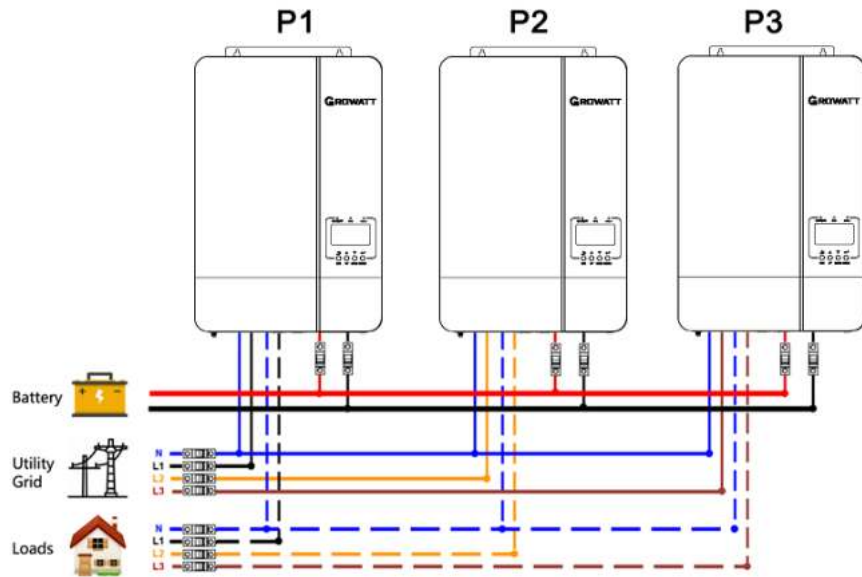 P1
P2
P3
GROWATT
GROWATT
GROWATT
Battery
+
-
Utility
Grid
N
L1
L2
L3
Loads
N
L1
L2
L3